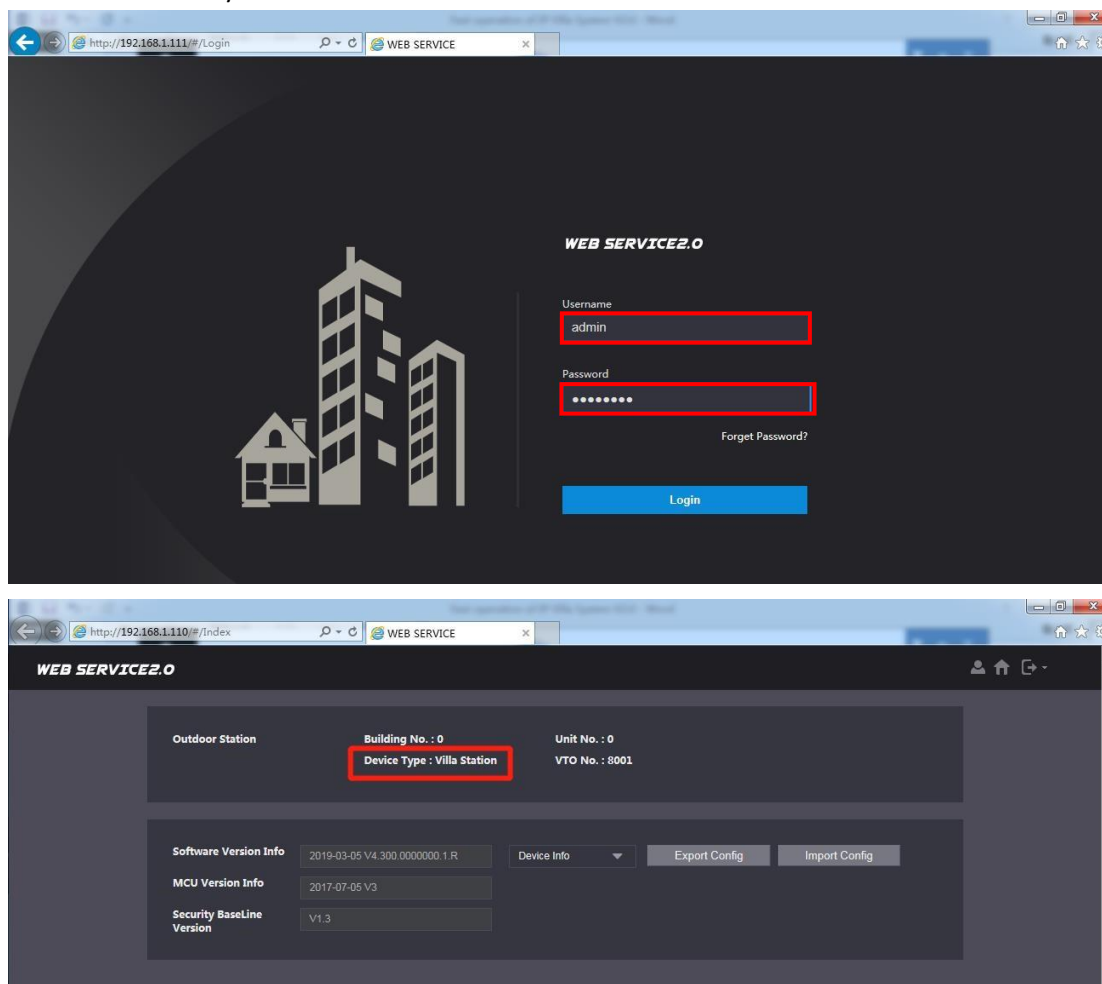 http://192.168.1.111/#/Login
WEB SERVICE
WEB SERVICE2.0
Username
admin
Password
••••••••
Forget Password?
Login
http://192.168.1.110/#/Index
WEB SERVICE
WEB SERVICE2.0
Outdoor Station Building No. : 0 Unit No. : 0
Device Type : Villa Station VTO No. : 8001
Software Version Info 2019-03-05 V4.300.0000000.1.R Device Info Export Config Import Config
MCU Version Info 2017-07-05 V3
Security BaseLine V1.3
Version